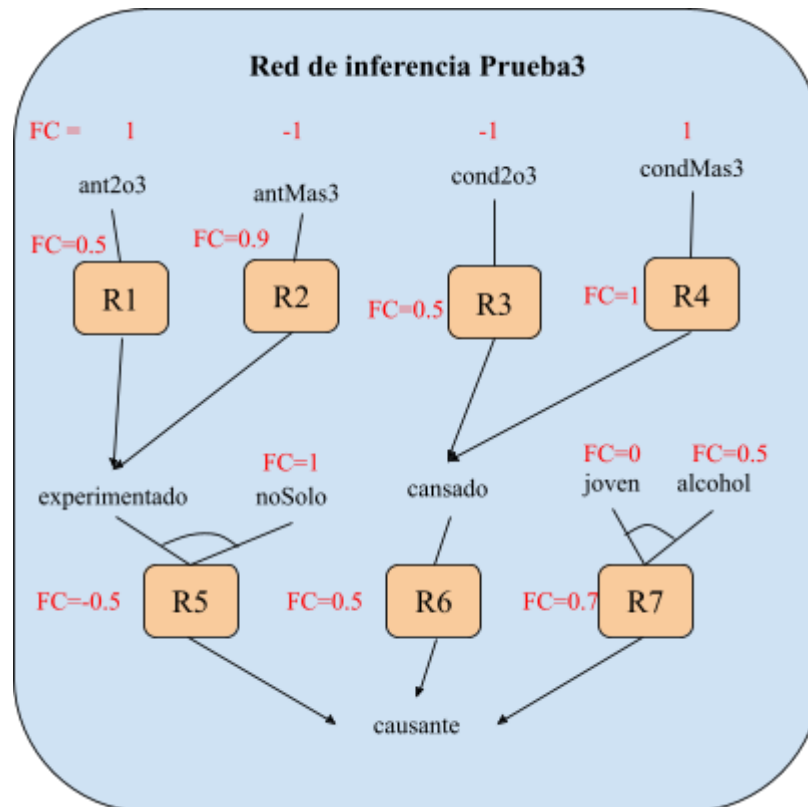 Red de inferencia Prueba3
FC = 1 -1 -1 1
ant2o3 antMas3 cond2o3 condMas3
FC=0.5 FC=0.9 FC=0.5 FC=1
R1 R2 R3 R4
FC=1 FC=0 FC=0.5
experimentado noSolo cansado joven alcohol
FC=-0.5 R5 FC=0.5 R6 FC=0.7 R7
causante